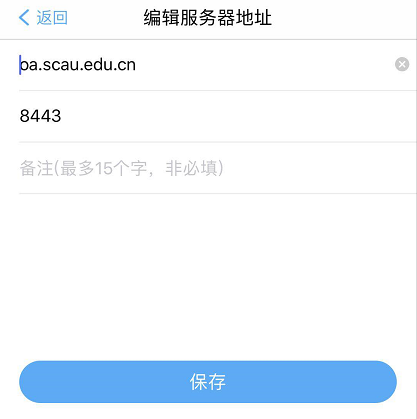 返回
编辑服务器地址
oa.scau.edu.cn
8443
备注(最多15个字，非必填)
保存